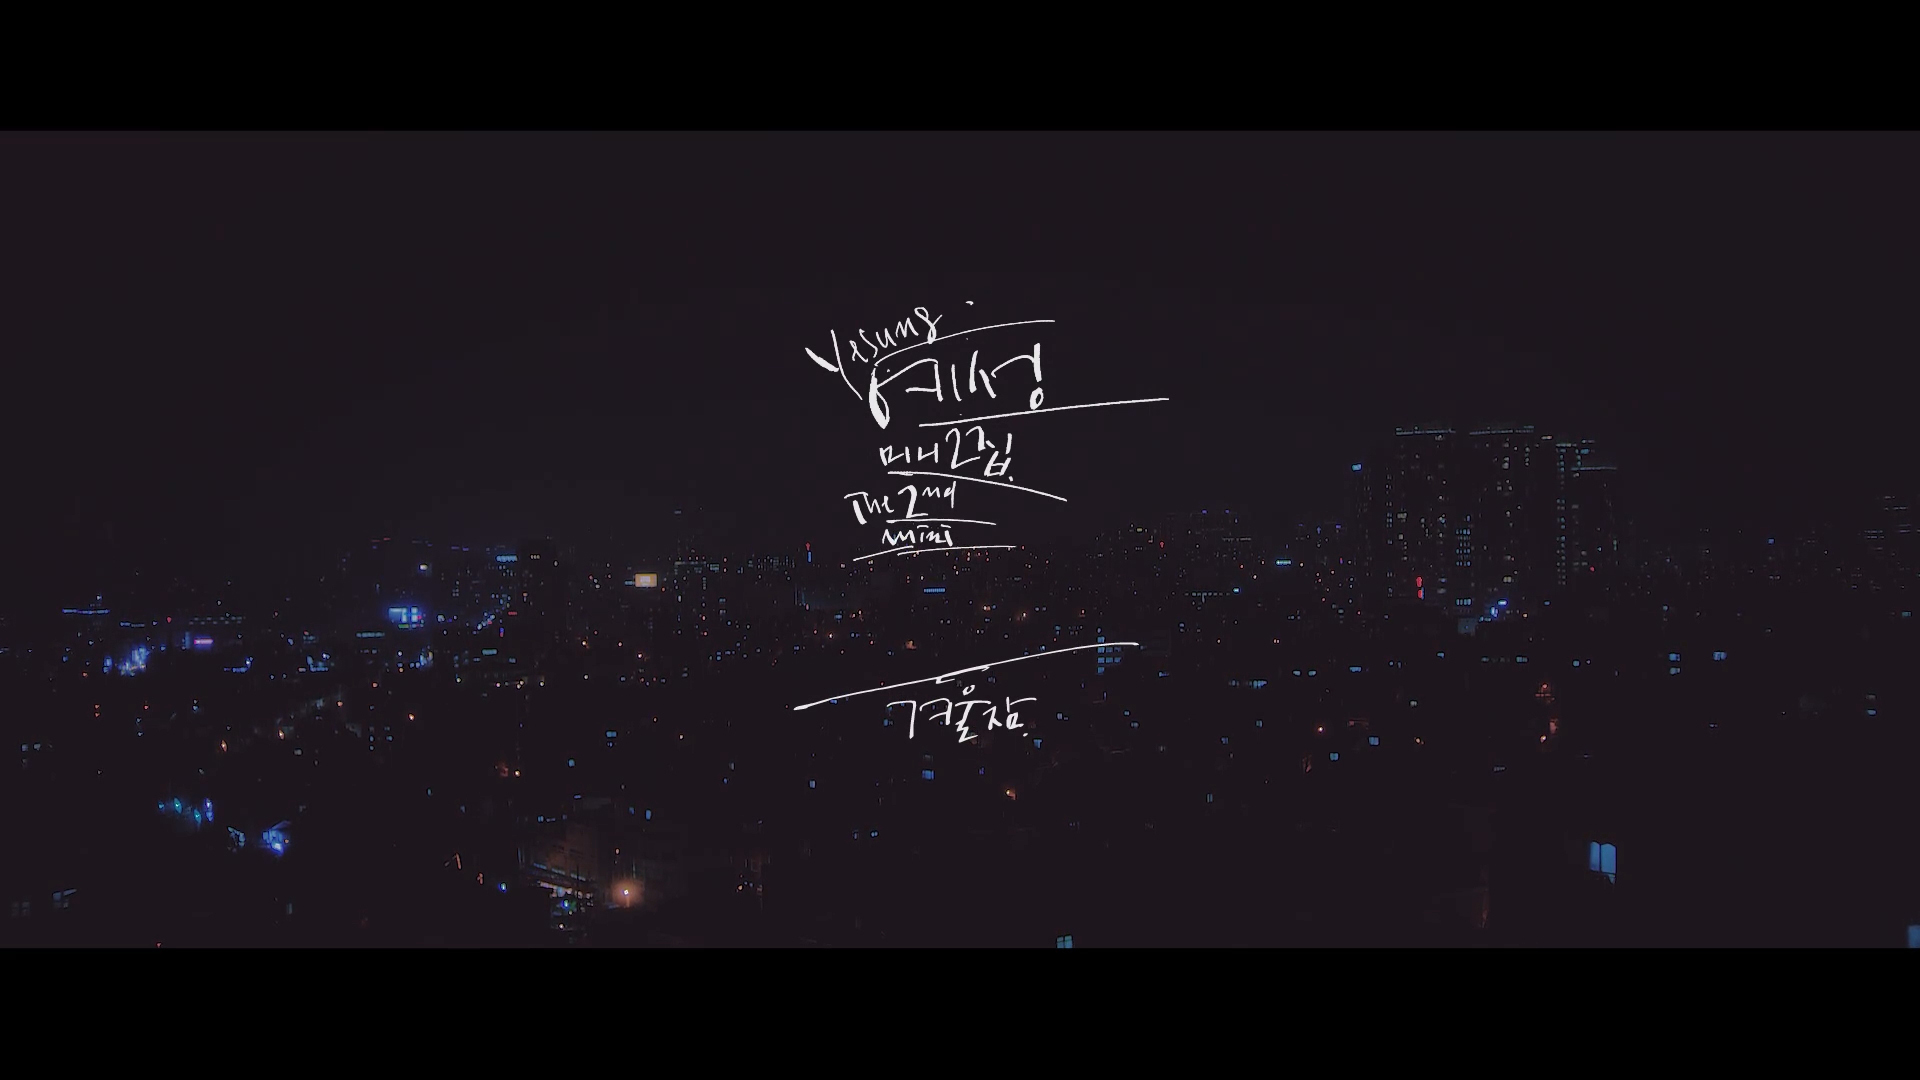 Yesung
예성
미니 2집
The 2nd
mini
겨울잠